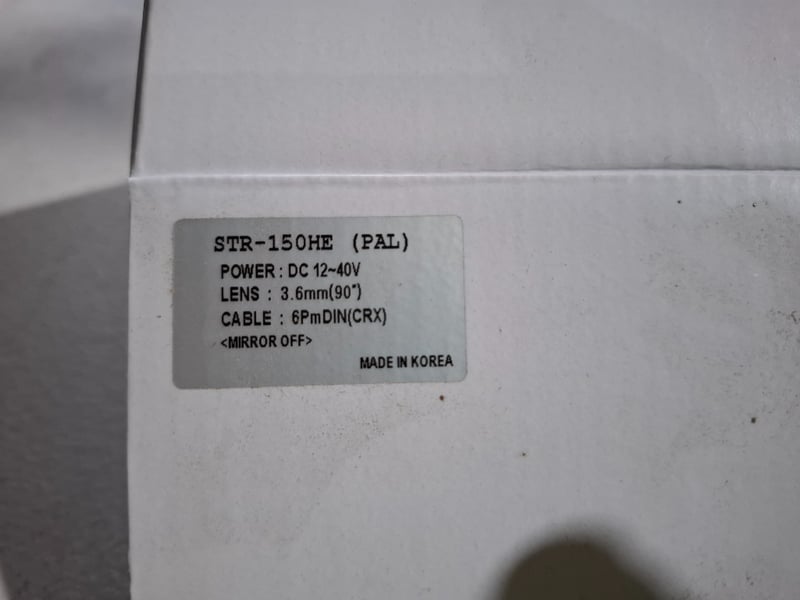 STR-150HE (PAL)
POWER : DC 12~40V
LENS : 3.6mm(90˚)
CABLE : 6PmDIN(CRX)
<MIRROR OFF>
MADE IN KOREA